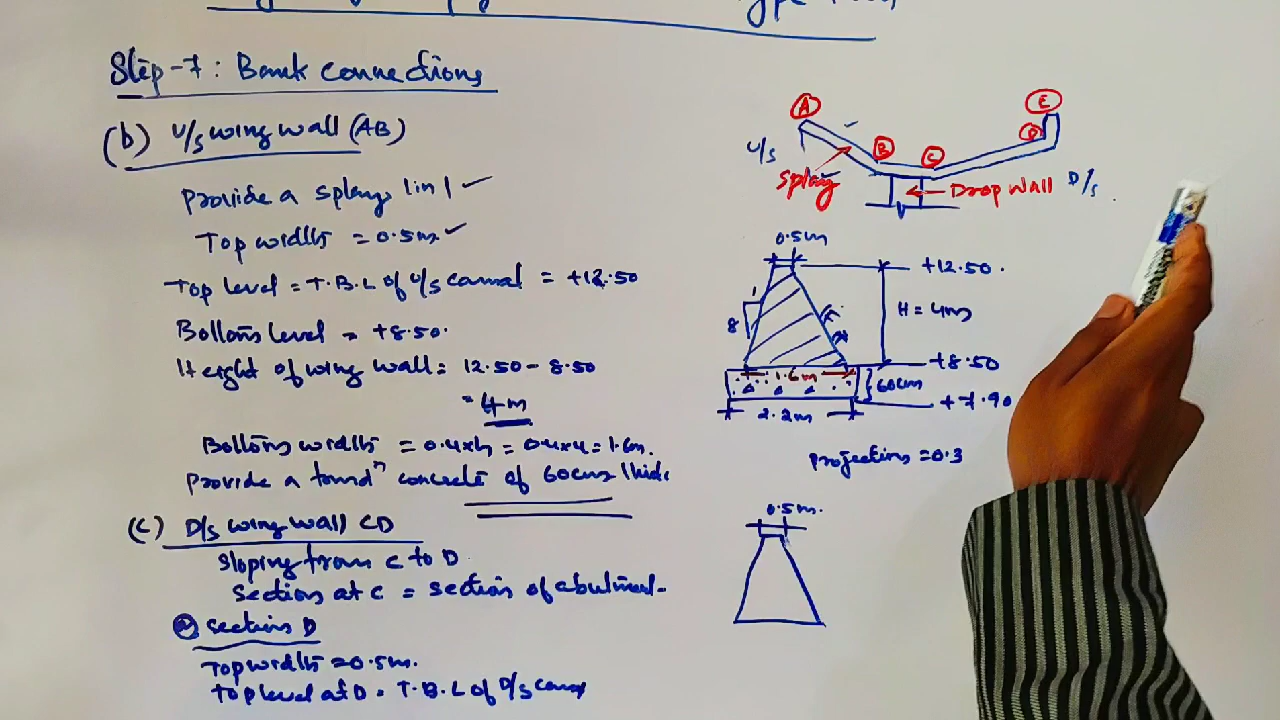 Type
Step-7: Bank connections
(b) U/s wing wall (AB)
provide a splay 1 in 1
Top width = 0.5m
Top level = T.B.L of U/s canal = +12.50
Bottom level = +8.50.
Height of wing wall = 12.50 - 8.50
= 4m
Bottom width = 0.4xh = 0.4x4 = 1.6m.
provide a found^n concrete of 60cms thick
(c) D/s wing wall CD
Sloping from C to D
Section at C = section of abutment-
section D
Top width = 0.5m.
top level at D = T.B.L of D/s canal
A
B
C
D
E
U/s
splay
Drop Wall
D/s
0.5m
+12.50.
1
8
H = 4m
+8.50
1.6m
60cm
+7.90
2.2m
projection = 0.3
0.5m.